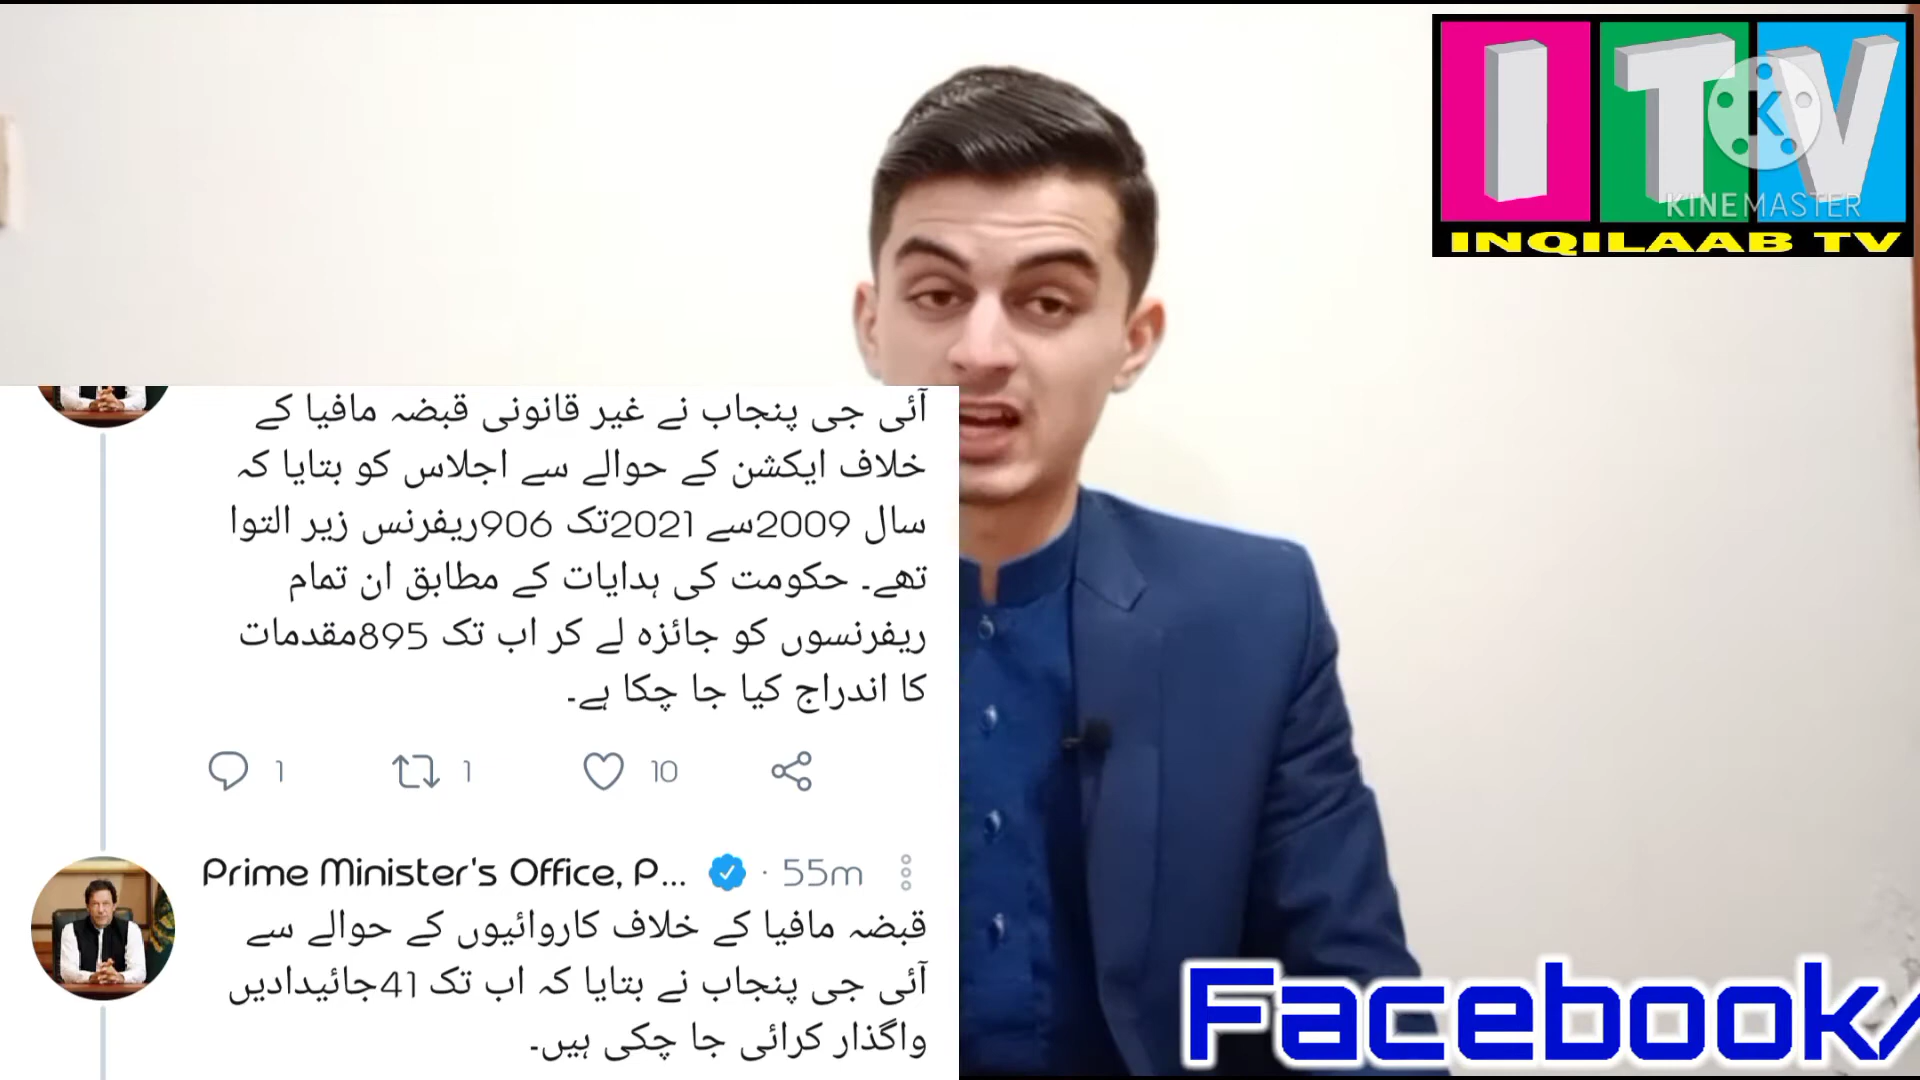 ITV
KINEMASTER
INQILAAB TV
آئی جی پنجاب نے غیر قانونی قبضہ مافیا کے
خلاف ایکشن کے حوالے سے اجلاس کو بتایا کہ
سال 2009سے 2021تک 906ریفرنس زیر التوا
تھے۔ حکومت کی ہدایات کے مطابق ان تمام
ریفرنسوں کو جائزہ لے کر اب تک 895مقدمات
کا اندراج کیا جا چکا ہے۔
1 1 10
Prime Minister's Office, P... · 55m
قبضہ مافیا کے خلاف کاروائیوں کے حوالے سے
آئی جی پنجاب نے بتایا کہ اب تک 41جائیدادیں
واگذار کرائی جا چکی ہیں۔
Facebook/